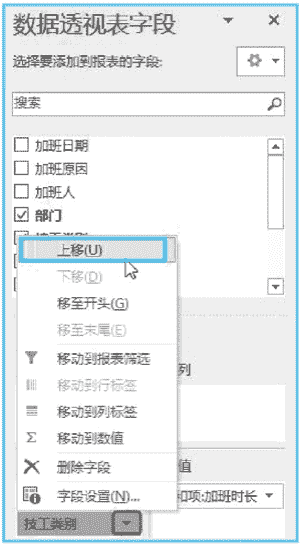 数据透视表字段
选择要添加到报表的字段:
搜索
加班日期
加班原因
加班人
部门
上移(U)
下移(D)
移至开头(G)
移至末尾(E)
移动到报表筛选
移动到行标签
列
移动到列标签
移动到数值
删除字段
值
字段设置(N)...
和项:加班时长
技工类别